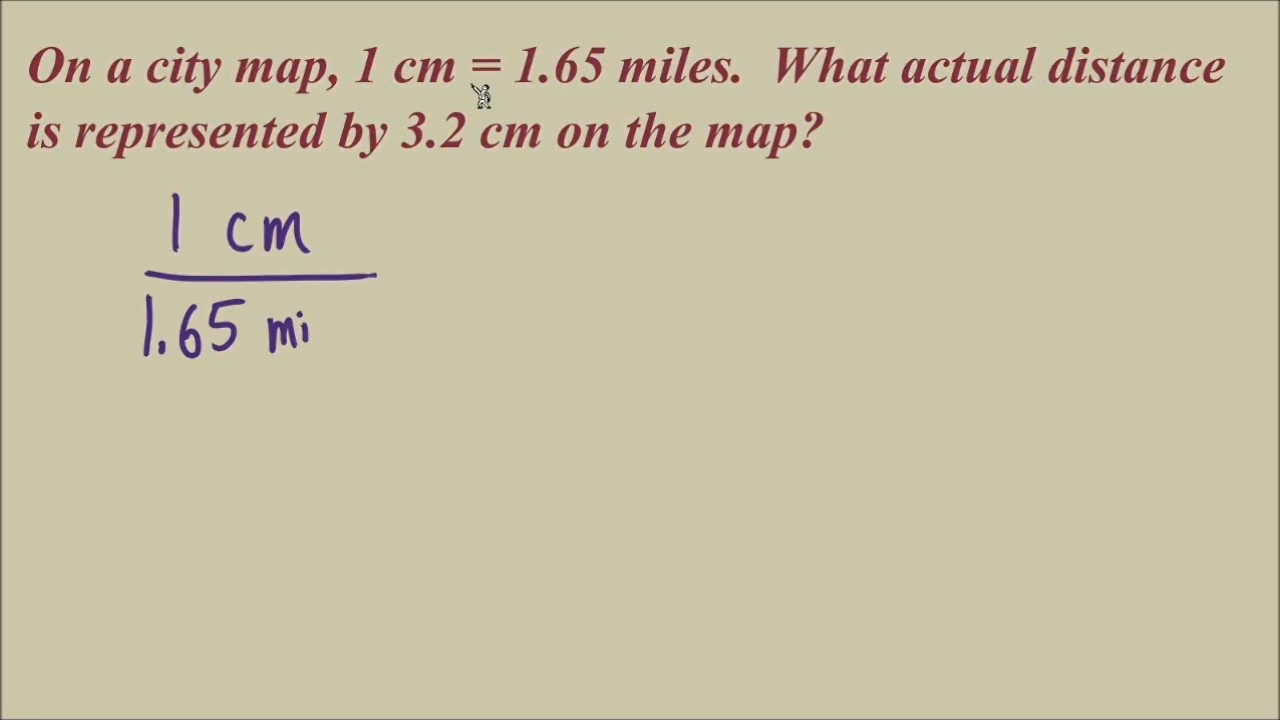 On a city map, 1 cm = 1.65 miles. What actual distance
is represented by 3.2 cm on the map?
1 cm
1.65 mi